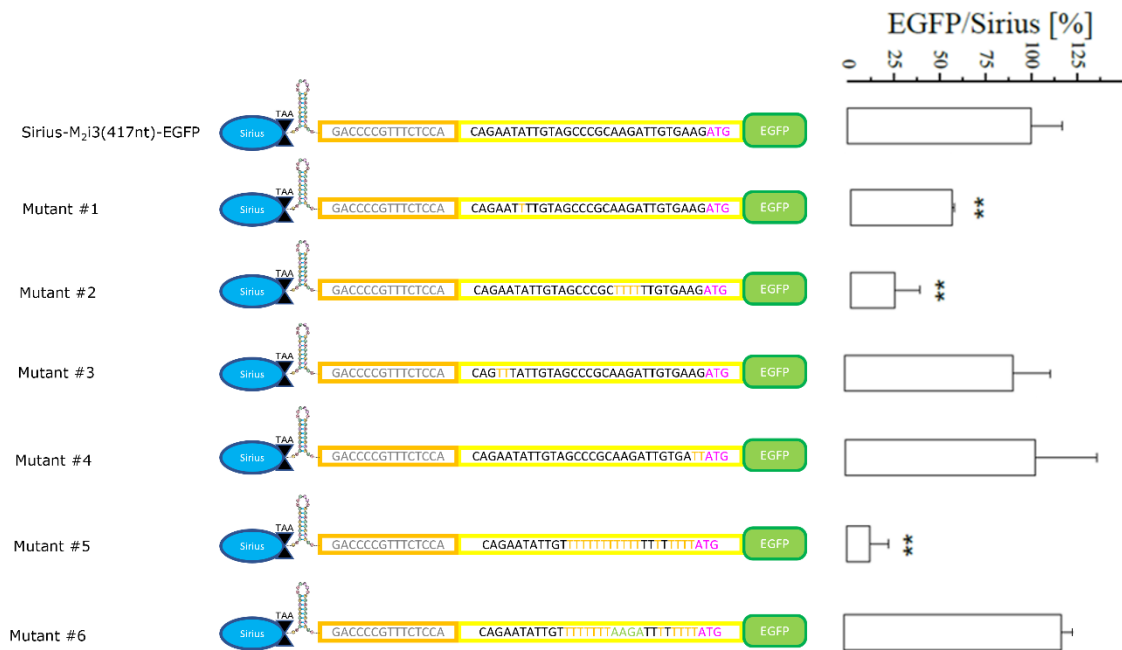 EGFP/Sirius [%]
0 25 50 75 100 125
Sirius-M₂i3(417nt)-EGFP Sirius TAA GACCCCGTTTCTCCA CAGAATATTGTAGCCCGCAAGATTGTGAAGATG EGFP
Mutant #1 Sirius TAA GACCCCGTTTCTCCA CAGAATTTTGTAGCCCGCAAGATTGTGAAGATG EGFP **
Mutant #2 Sirius TAA GACCCCGTTTCTCCA CAGAATATTGTAGCCCGCTTTTTTGTGAAGATG EGFP **
Mutant #3 Sirius TAA GACCCCGTTTCTCCA CAGTTTATTGTAGCCCGCAAGATTGTGAAGATG EGFP
Mutant #4 Sirius TAA GACCCCGTTTCTCCA CAGAATATTGTAGCCCGCAAGATTGTGATTATG EGFP
Mutant #5 Sirius TAA GACCCCGTTTCTCCA CAGAATATTGTTTTTTTTTTTTTTTTTTTTATG EGFP **
Mutant #6 Sirius TAA GACCCCGTTTCTCCA CAGAATATTGTTTTTTTTAAGATTTTTTTTATG EGFP